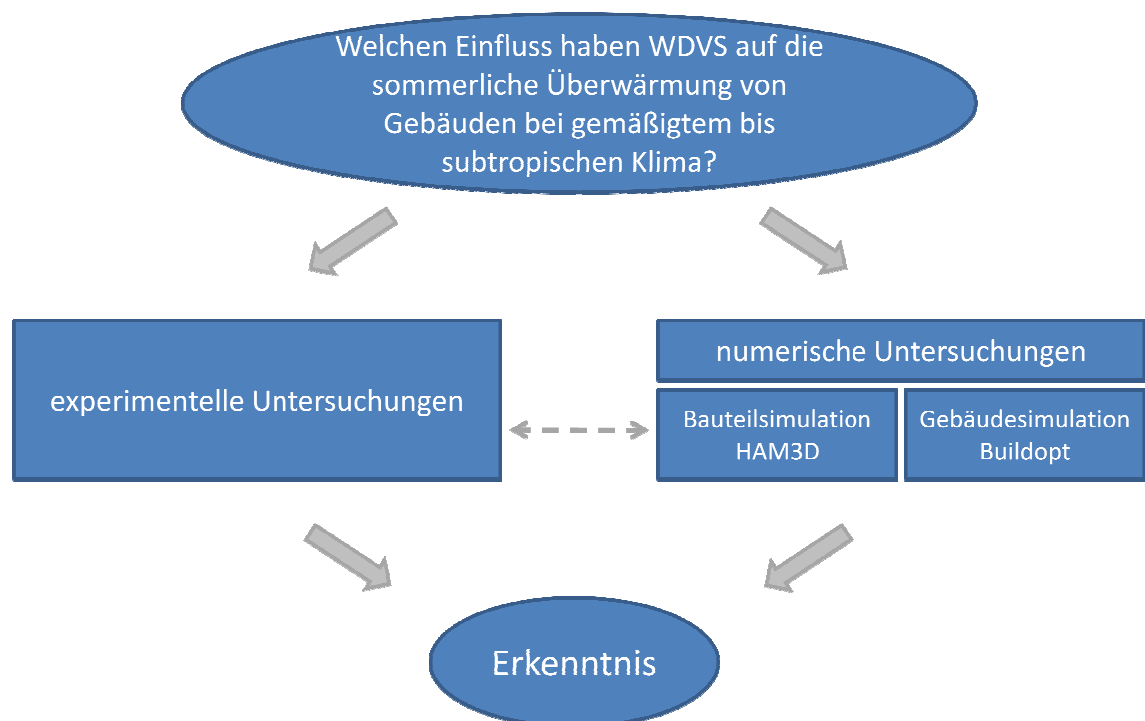 Welchen Einfluss haben WDVS auf die
sommerliche Überwärmung von
Gebäuden bei gemäßigtem bis
subtropischen Klima?
experimentelle Untersuchungen
numerische Untersuchungen
Bauteilsimulation
HAM3D
Gebäudesimulation
Buildopt
Erkenntnis